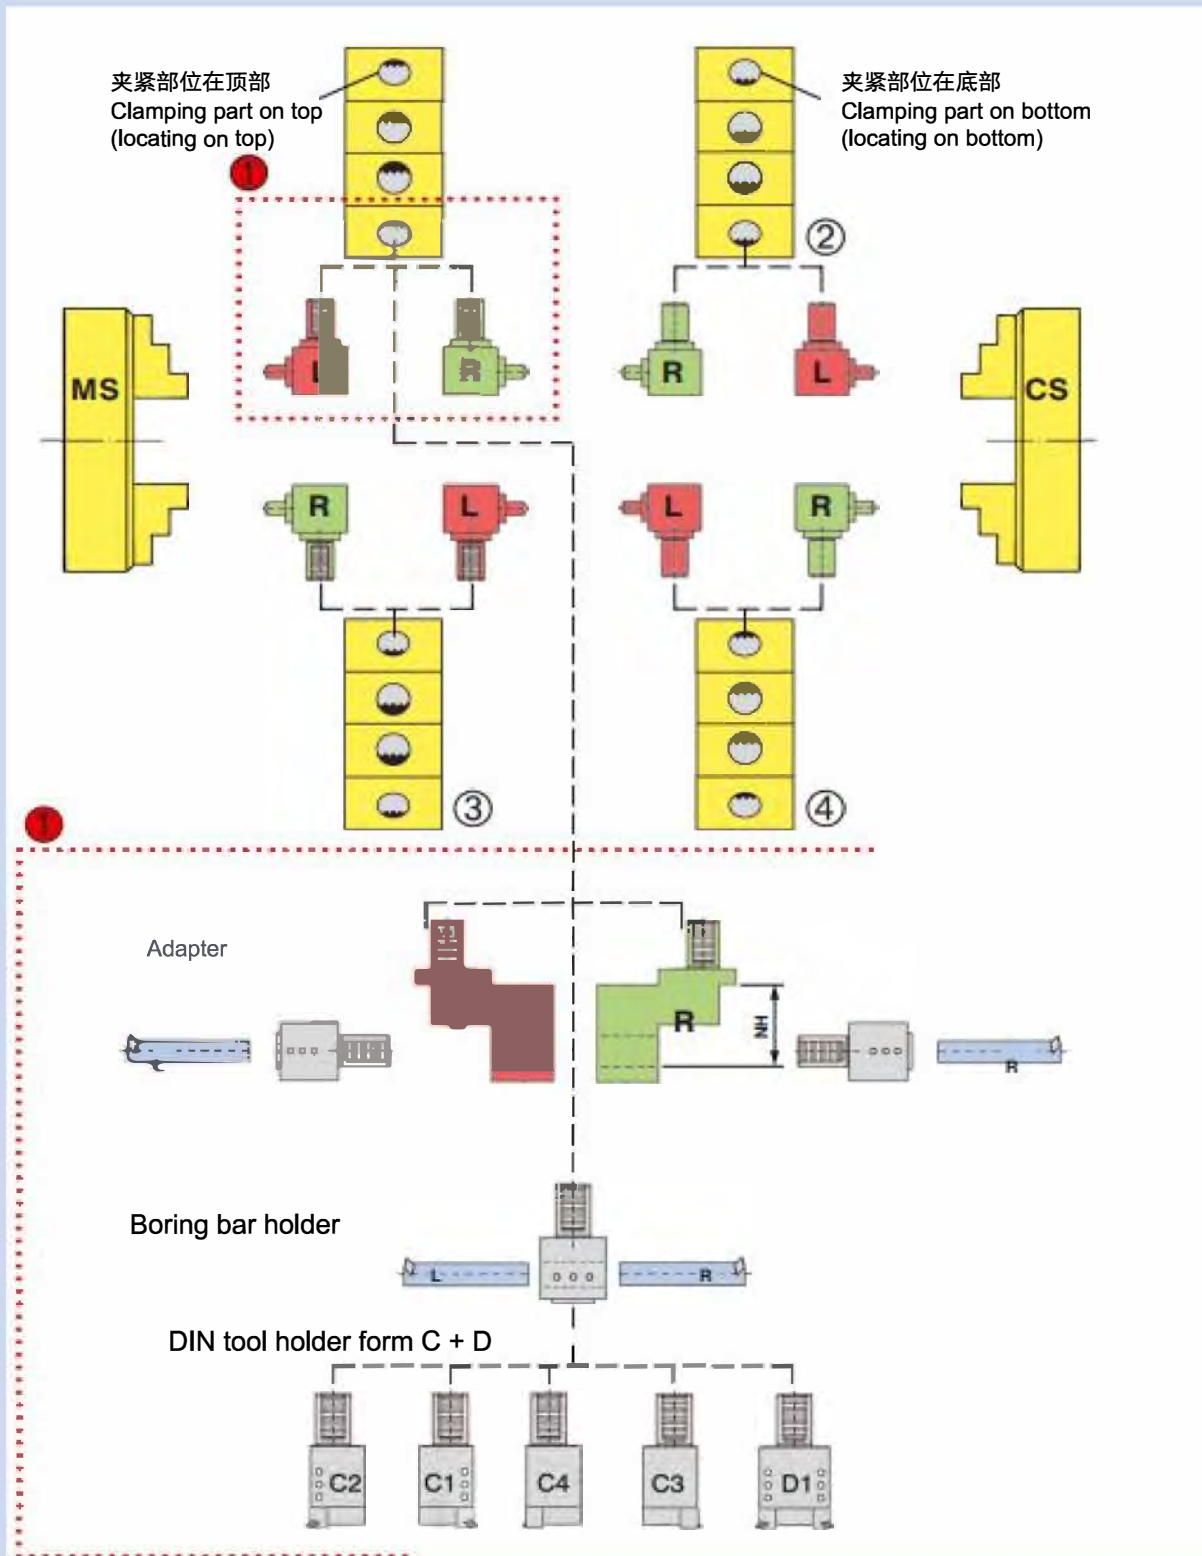 夹紧部位在顶部
Clamping part on top
(locating on top)
夹紧部位在底部
Clamping part on bottom
(locating on bottom)
1
2
L
R
R
L
MS
CS
R
L
L
R
3
4
1
Adapter
R
HN
R
Boring bar holder
L
R
DIN tool holder form C + D
C2
C1
C4
C3
D1